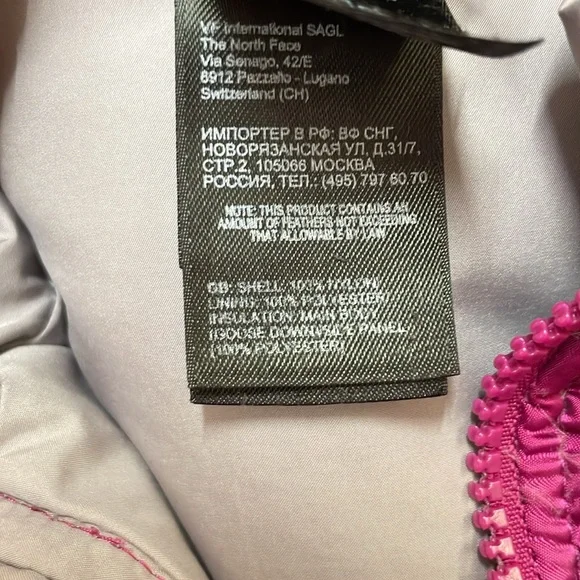 VF International SAGL
The North Face
Via Senago, 42/E
6912 Pazzallo - Lugano
Switzerland (CH)
ИМПОРТЕР В РФ: ВФ СНГ,
НОВОРЯЗАНСКАЯ УЛ, Д.31/7,
СТР.2, 105066 МОСКВА
РОССИЯ, ТЕЛ.: (495) 797 60 70
NOTE: THIS PRODUCT CONTAINS AN
AMOUNT OF FEATHERS NOT EXCEEDING
THAT ALLOWABLE BY LAW
GB: SHELL: 100% NYLON/
LINING: 100% POLYESTER/
INSULATION: MAIN BODY
(GOOSE DOWN)/ PANEL
(100% POLYESTER)